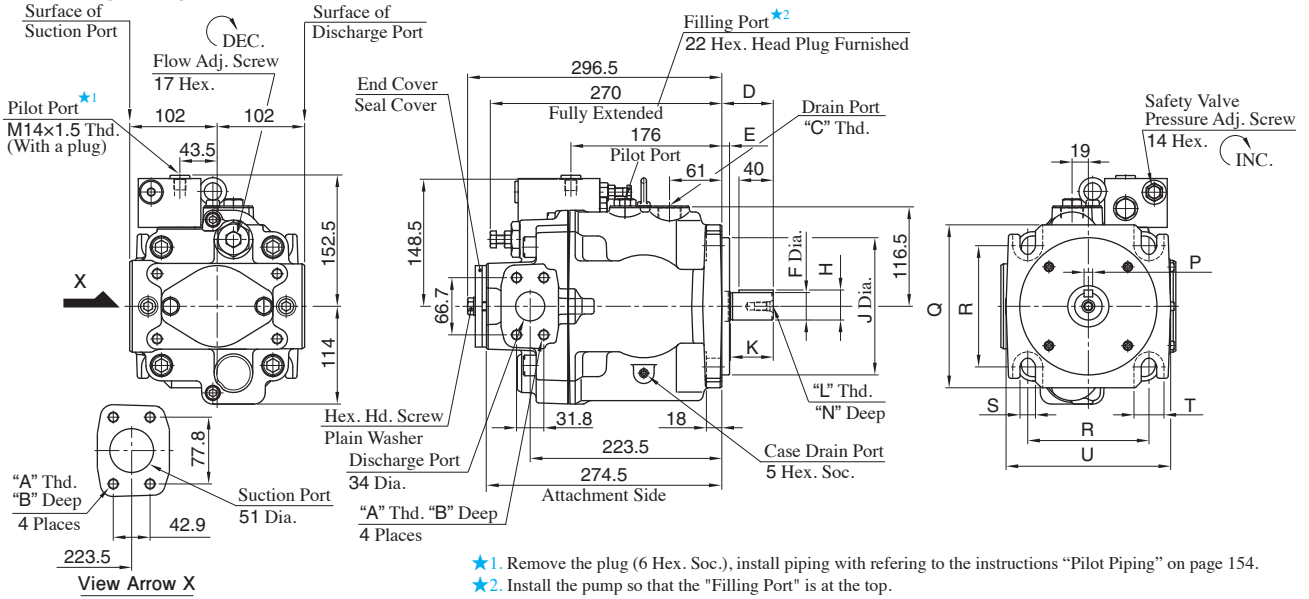 Surface of
Suction Port
DEC.
Surface of
Discharge Port
Flow Adj. Screw
17 Hex.
Pilot Port★1
M14×1.5 Thd.
(With a plug)
102
102
43.5
152.5
114
X
End Cover
Seal Cover
Filling Port★2
22 Hex. Head Plug Furnished
296.5
270
Fully Extended
D
176
Pilot Port
E
Drain Port
“C” Thd.
61
40
148.5
66.7
F Dia.
H
J Dia.
116.5
K
“L” Thd.
“N” Deep
Hex. Hd. Screw
Plain Washer
Discharge Port
34 Dia.
31.8
18
223.5
274.5
Attachment Side
Case Drain Port
5 Hex. Soc.
“A” Thd. “B” Deep
4 Places
Safety Valve
Pressure Adj. Screw
14 Hex.
INC.
19
P
Q
R
S
R
T
U
77.8
“A” Thd.
“B” Deep
4 Places
Suction Port
51 Dia.
42.9
223.5
View Arrow X
★1. Remove the plug (6 Hex. Soc.), install piping with refering to the instructions “Pilot Piping” on page 154.
★2. Install the pump so that the "Filling Port" is at the top.